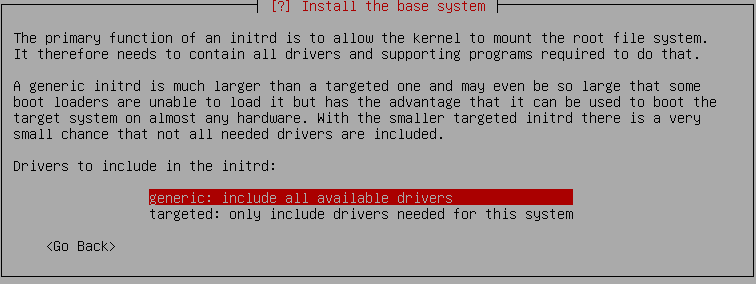 [?] Install the base system
The primary function of an initrd is to allow the kernel to mount the root file system.
It therefore needs to contain all drivers and supporting programs required to do that.
A generic initrd is much larger than a targeted one and may even be so large that some
boot loaders are unable to load it but has the advantage that it can be used to boot the
target system on almost any hardware. With the smaller targeted initrd there is a very
small chance that not all needed drivers are included.
Drivers to include in the initrd:
generic: include all available drivers
targeted: only include drivers needed for this system
<Go Back>